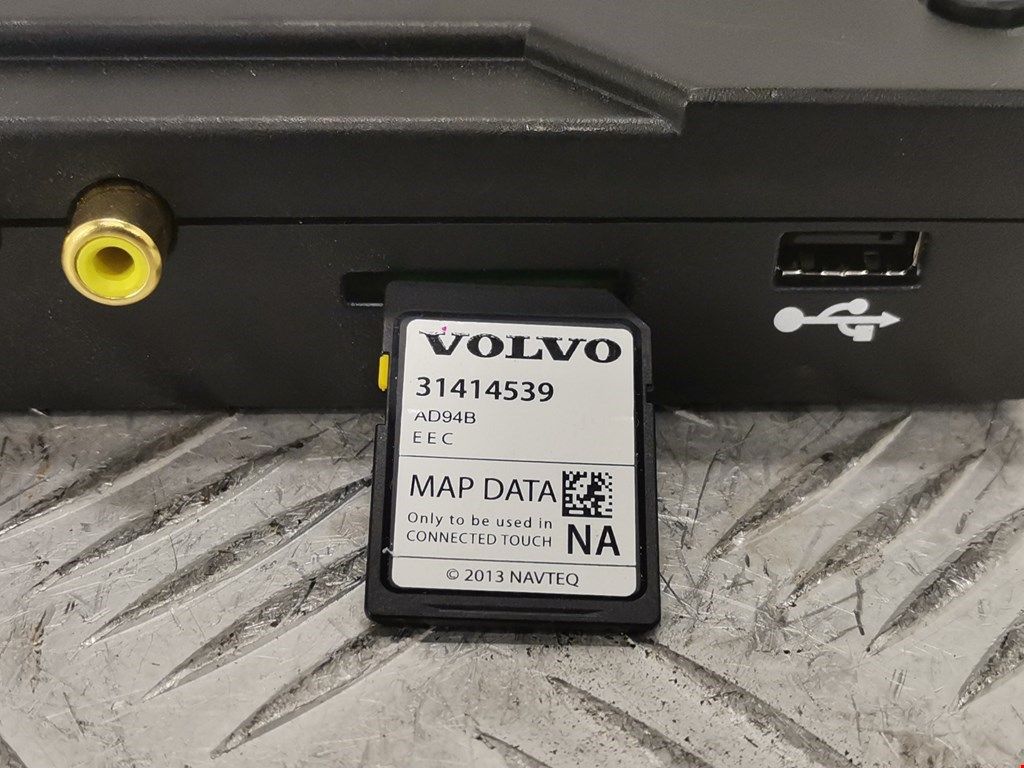 VOLVO
31414539
AD94B
EEC
MAP DATA
Only to be used in
CONNECTED TOUCH
NA
© 2013 NAVTEQ